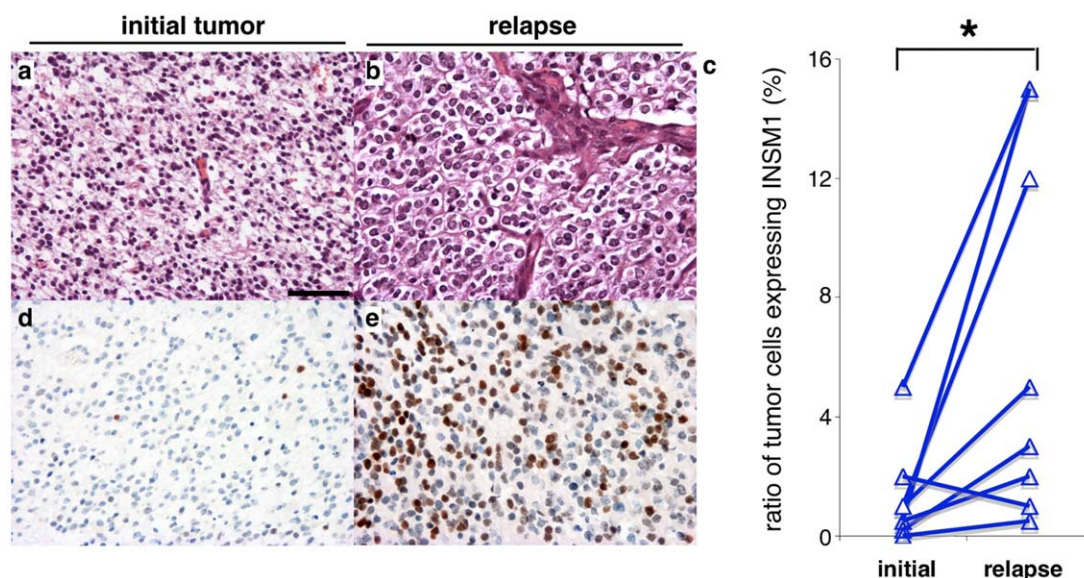 initial tumor
relapse
a
b
c
d
e
*
ratio of tumor cells expressing INSM1 (%)
16
12
8
4
0
initial
relapse